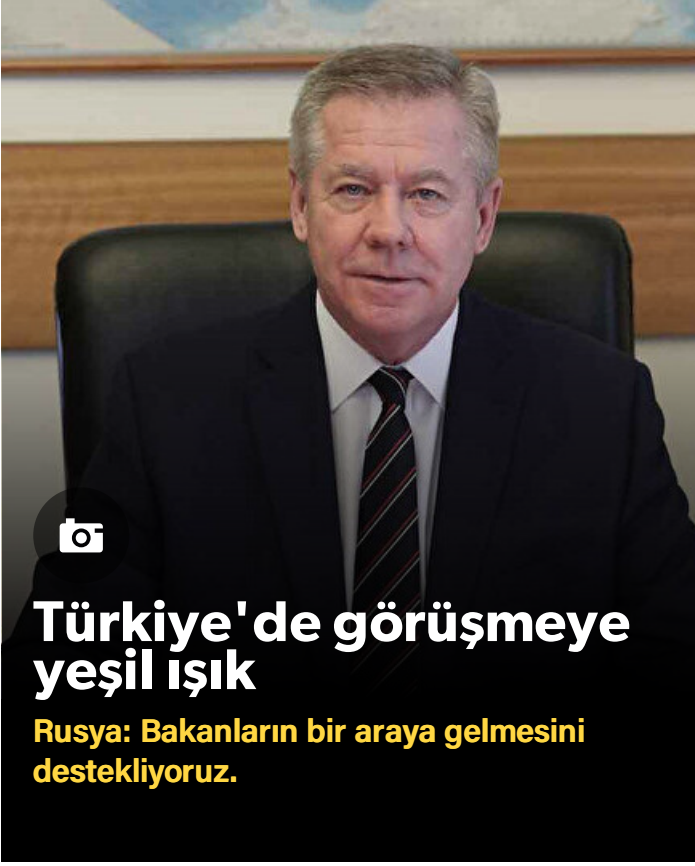 Türkiye'de görüşmeye
yeşil ışık
Rusya: Bakanların bir araya gelmesini
destekliyoruz.